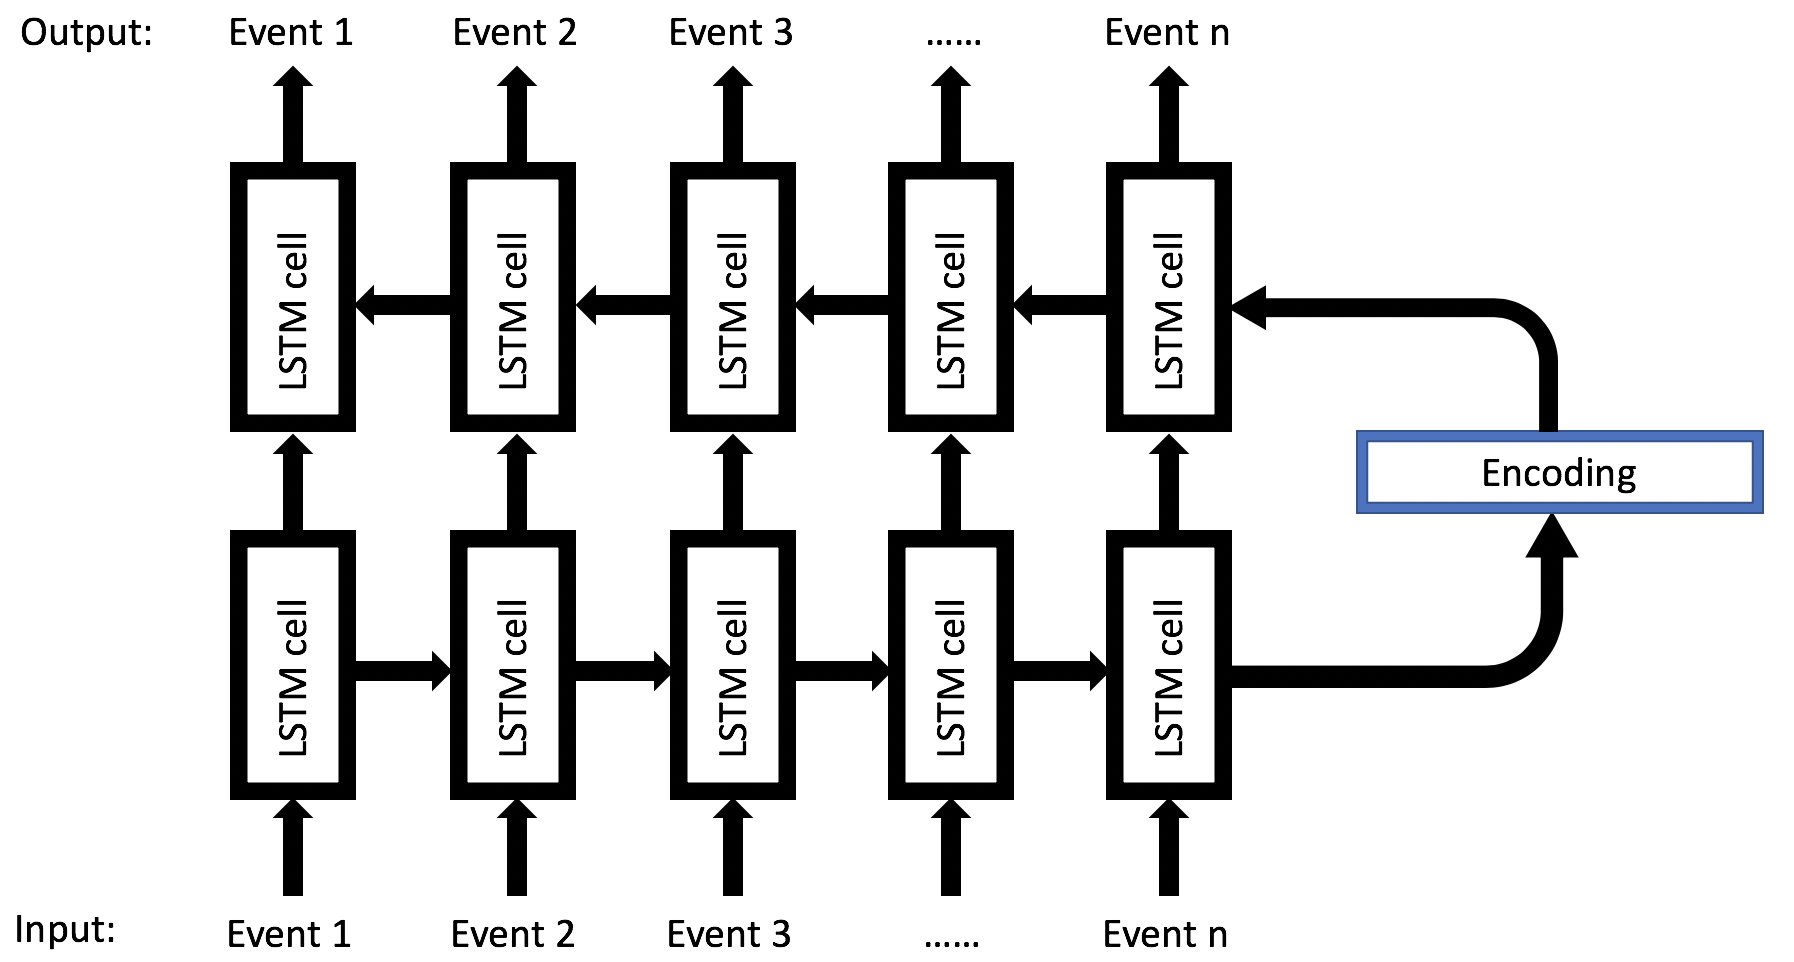 Output: Event 1 Event 2 Event 3 ...... Event n
LSTM cell LSTM cell LSTM cell LSTM cell LSTM cell
Encoding
LSTM cell LSTM cell LSTM cell LSTM cell LSTM cell
Input: Event 1 Event 2 Event 3 ...... Event n